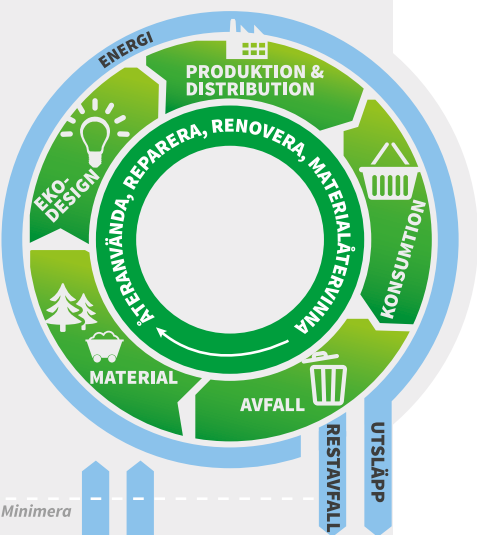 ENERGI
PRODUKTION &
DISTRIBUTION
EKO-
DESIGN
ÅTERANVÄNDA, REPARERA, RENOVERA, MATERIALÅTERVINNA
KONSUMTION
MATERIAL
AVFALL
RESTAVFALL
UTSLÄPP
Minimera